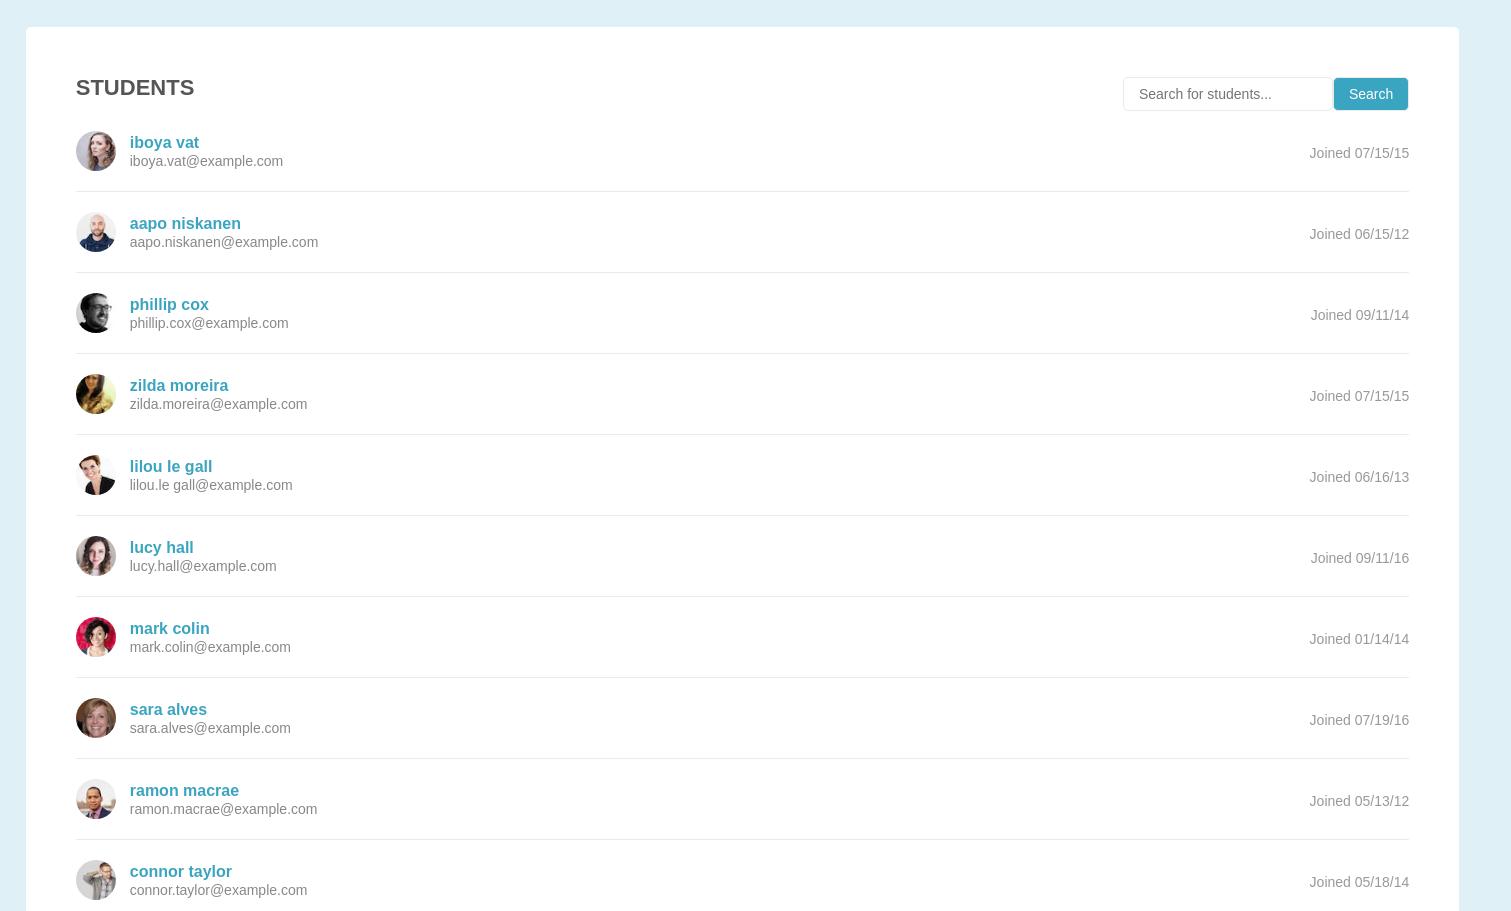 STUDENTS
Search for students...
Search
iboya vat
iboya.vat@example.com
Joined 07/15/15
aapo niskanen
aapo.niskanen@example.com
Joined 06/15/12
phillip cox
phillip.cox@example.com
Joined 09/11/14
zilda moreira
zilda.moreira@example.com
Joined 07/15/15
lilou le gall
lilou.le gall@example.com
Joined 06/16/13
lucy hall
lucy.hall@example.com
Joined 09/11/16
mark colin
mark.colin@example.com
Joined 01/14/14
sara alves
sara.alves@example.com
Joined 07/19/16
ramon macrae
ramon.macrae@example.com
Joined 05/13/12
connor taylor
connor.taylor@example.com
Joined 05/18/14